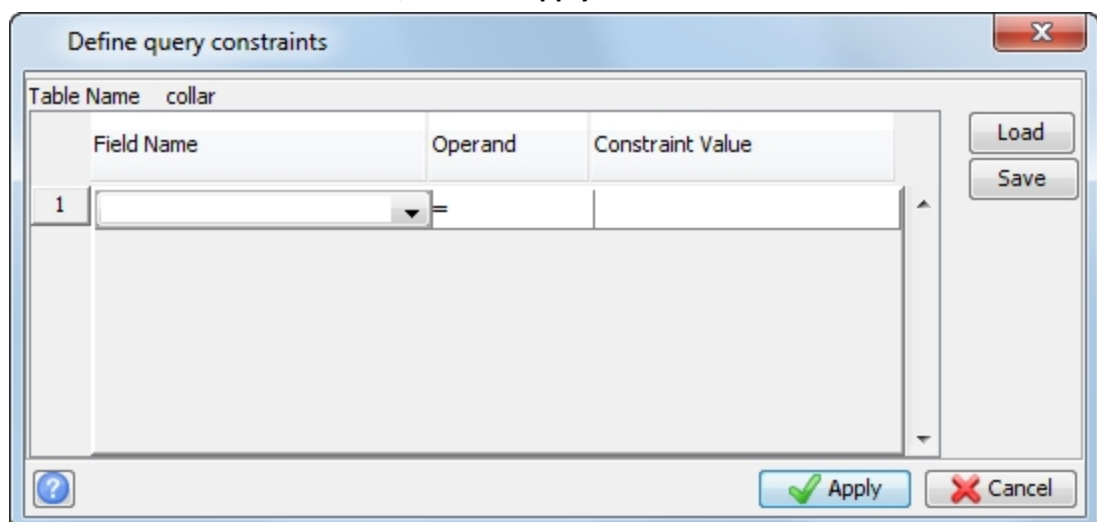 Define query constraints
Table Name collar
Field Name Operand Constraint Value
Load
Save
1 =
Apply Cancel